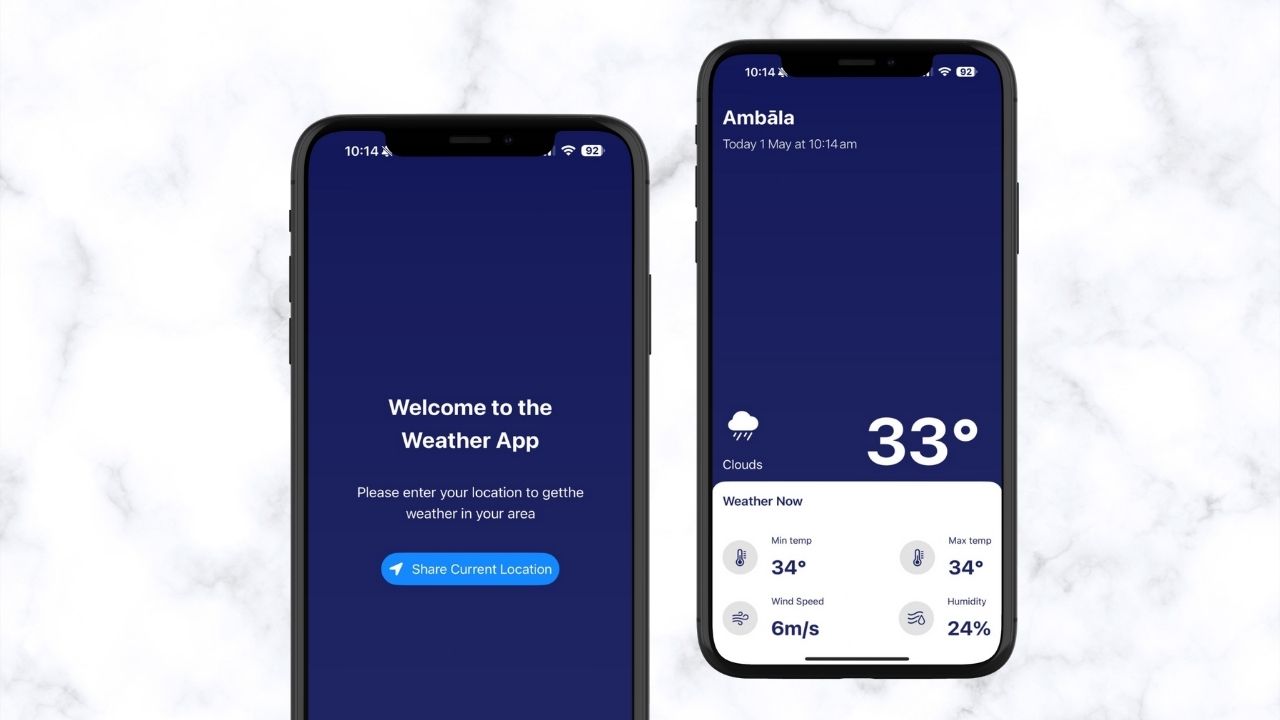 10:14
92
Welcome to the
Weather App
Please enter your location to getthe
weather in your area
Share Current Location
10:14
92
Ambāla
Today 1 May at 10:14 am
33°
Clouds
Weather Now
Min temp
34°
Max temp
34°
Wind Speed
6m/s
Humidity
24%